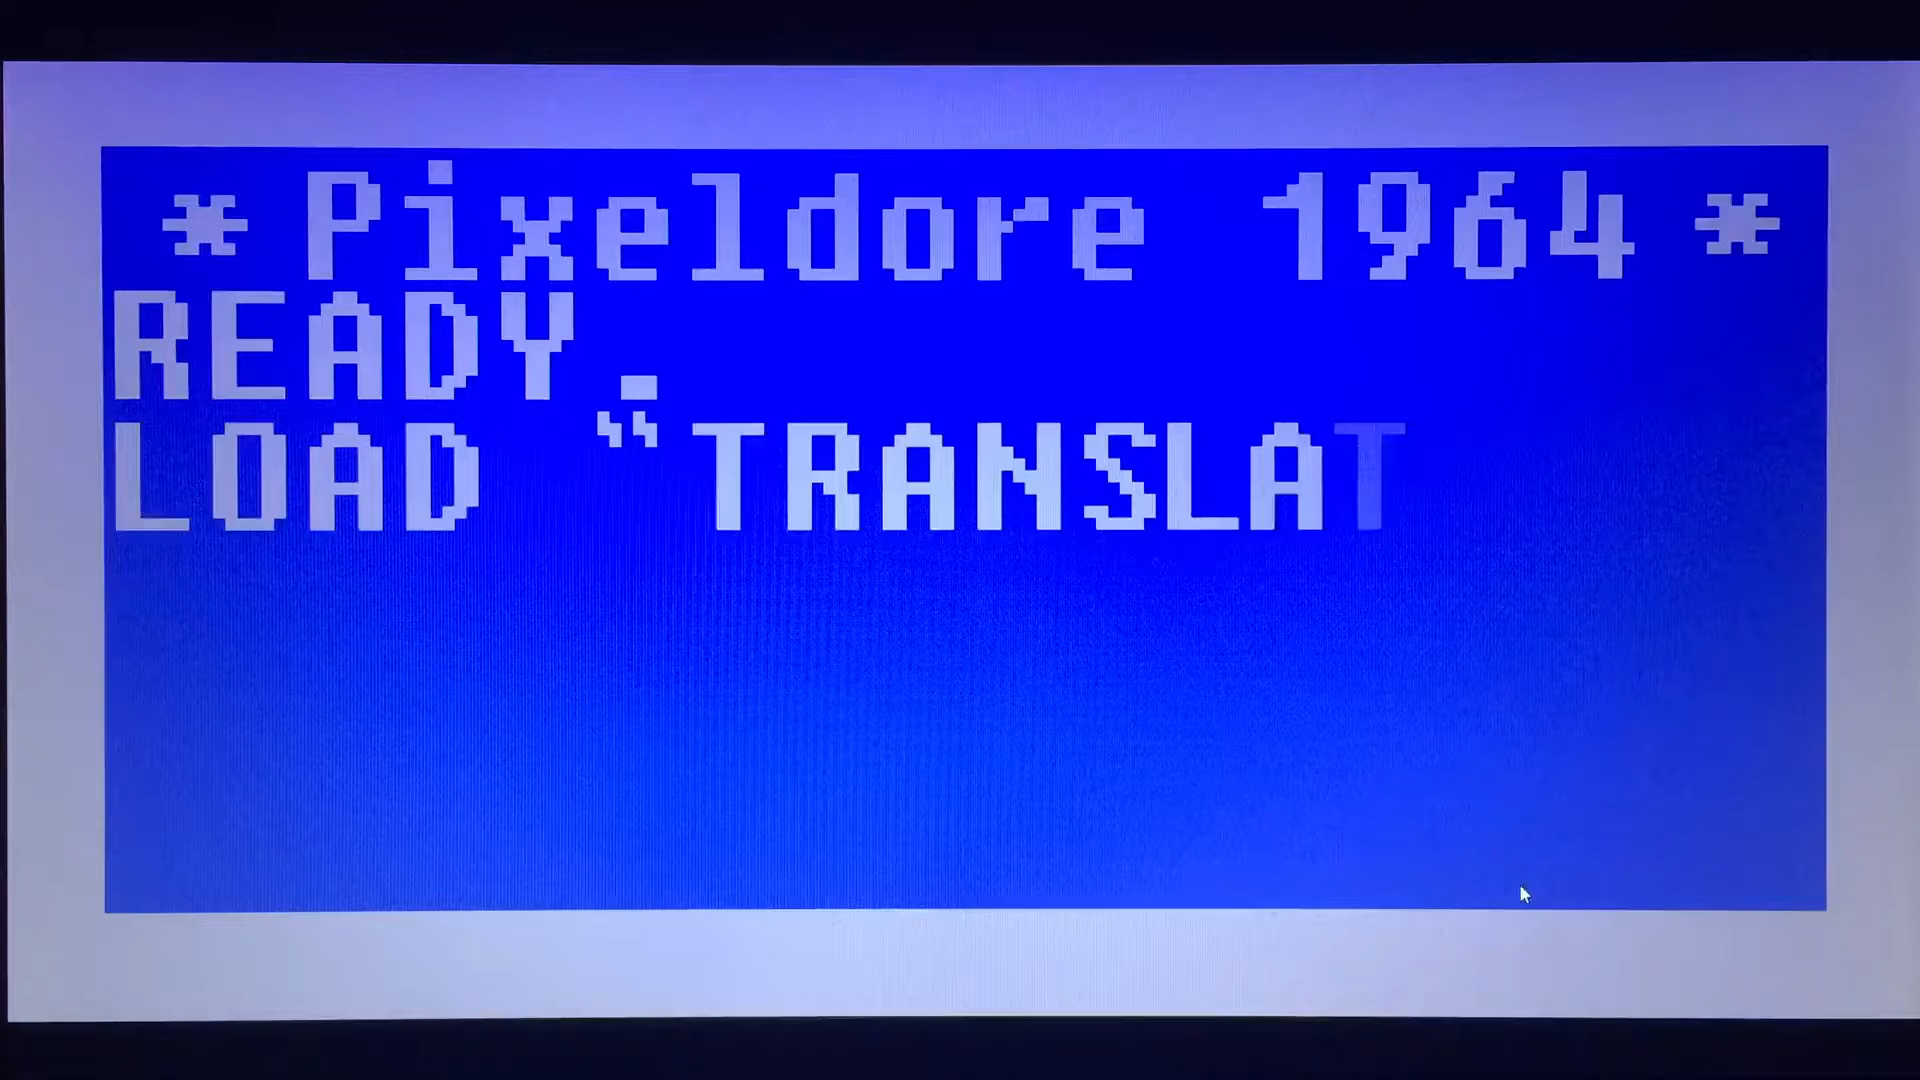 * Pixeldore 1964 *
READY.
LOAD “TRANSLAT